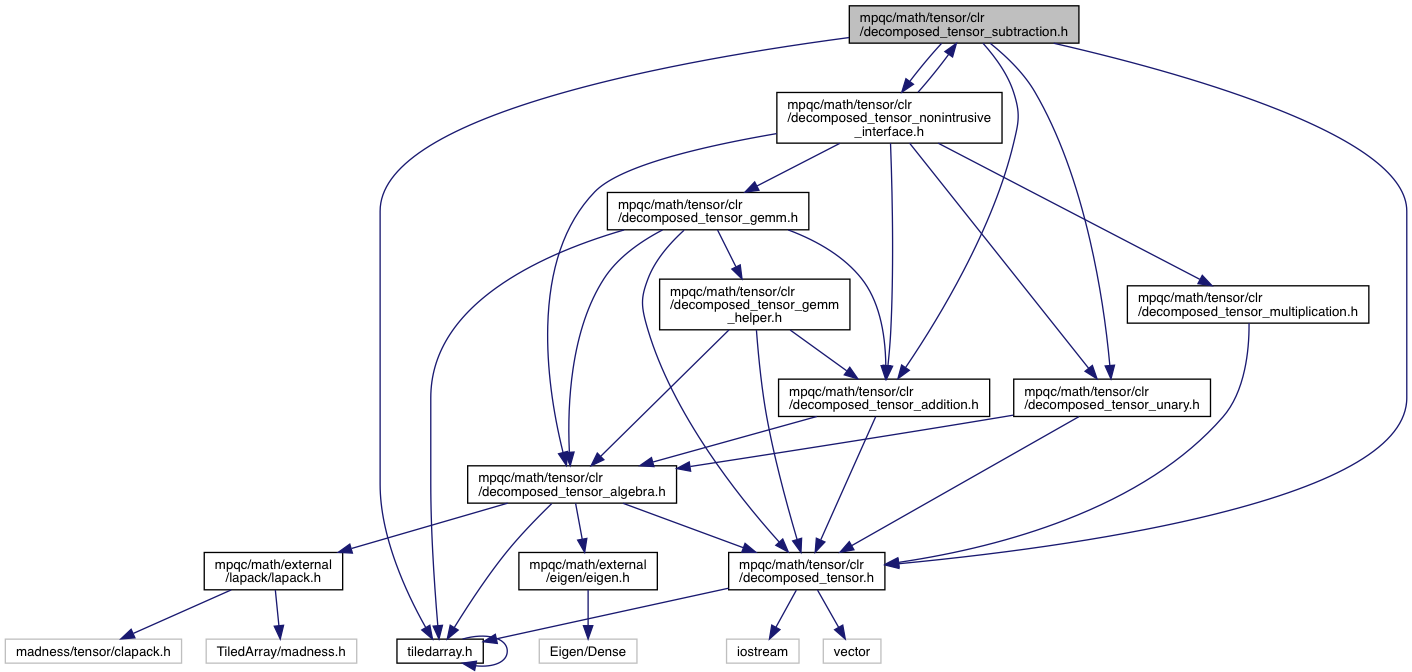 mpqc/math/tensor/clr
/decomposed_tensor_subtraction.h
mpqc/math/tensor/clr
/decomposed_tensor_nonintrusive
_interface.h
mpqc/math/tensor/clr
/decomposed_tensor_gemm.h
mpqc/math/tensor/clr
/decomposed_tensor_gemm
_helper.h
mpqc/math/tensor/clr
/decomposed_tensor_multiplication.h
mpqc/math/tensor/clr
/decomposed_tensor_addition.h
mpqc/math/tensor/clr
/decomposed_tensor_unary.h
mpqc/math/tensor/clr
/decomposed_tensor_algebra.h
mpqc/math/external
/lapack/lapack.h
mpqc/math/external
/eigen/eigen.h
mpqc/math/tensor/clr
/decomposed_tensor.h
madness/tensor/clapack.h
TiledArray/madness.h
tiledarray.h
Eigen/Dense
iostream
vector